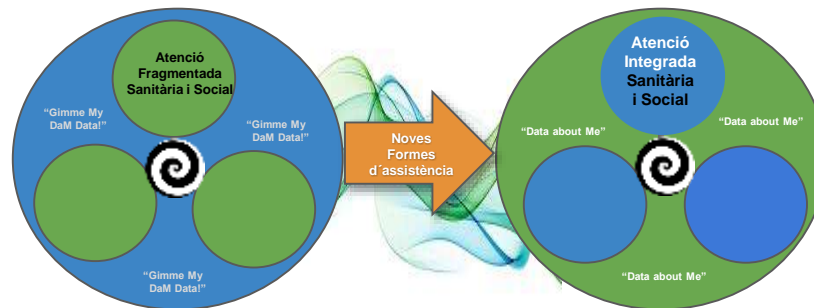 Atenció
Fragmentada
Sanitària i Social
“Gimme My
DaM Data!”
“Gimme My
DaM Data!”
“Gimme My
DaM Data!”
Noves
Formes
d´assistència
Atenció
Integrada
Sanitària
i Social
“Data about Me”
“Data about Me”
“Data about Me”